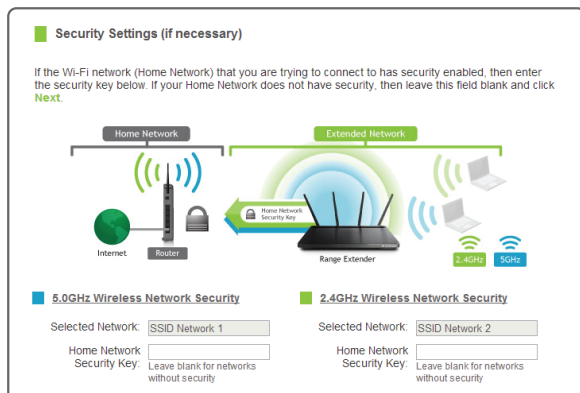 Security Settings (if necessary)
If the Wi-Fi network (Home Network) that you are trying to connect to has security enabled, then enter
the security key below. If your Home Network does not have security, then leave this field blank and click
Next.
Home Network
Extended Network
Home Network
Security Key
Internet
Router
Range Extender
2.4GHz
5GHz
5.0GHz Wireless Network Security
Selected Network: SSID Network 1
Home Network
Security Key:
Leave blank for networks
without security
2.4GHz Wireless Network Security
Selected Network: SSID Network 2
Home Network
Security Key:
Leave blank for networks
without security